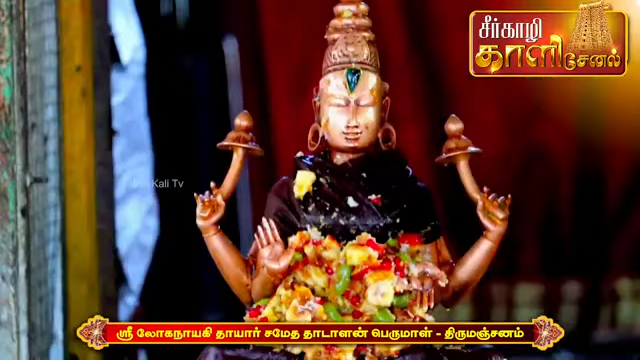 சீர்காழி
காளி சேனல்
Kali Tv
ஸ்ரீ லோகநாயகி தாயார் சமேத தாடாளன் பெருமாள் - திருமஞ்சனம்